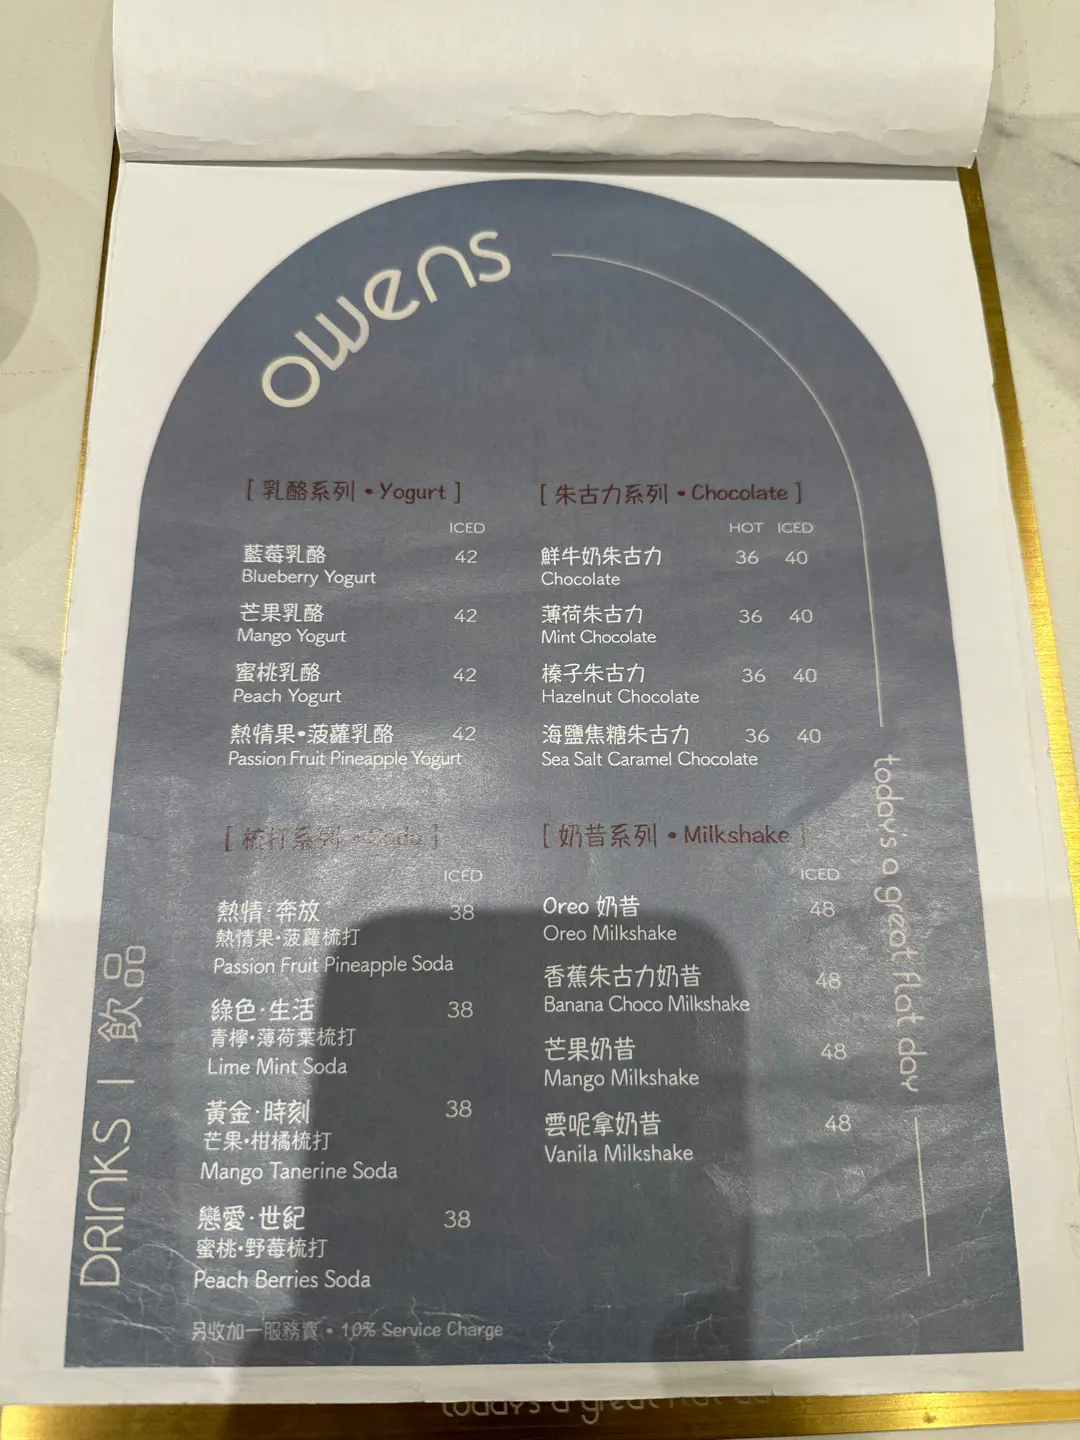 owens
[ 乳酪系列 • Yogurt ]
ICED
藍莓乳酪 42
Blueberry Yogurt
芒果乳酪 42
Mango Yogurt
蜜桃乳酪 42
Peach Yogurt
熱情果•菠蘿乳酪 42
Passion Fruit Pineapple Yogurt
[ 朱古力系列 • Chocolate ]
HOT ICED
鮮牛奶朱古力 36 40
Chocolate
薄荷朱古力 36 40
Mint Chocolate
榛子朱古力 36 40
Hazelnut Chocolate
海鹽焦糖朱古力 36 40
Sea Salt Caramel Chocolate
[ 梳打系列 • Soda ]
ICED
熱情·奔放 38
熱情果•菠蘿梳打
Passion Fruit Pineapple Soda
綠色·生活 38
青檸•薄荷葉梳打
Lime Mint Soda
黃金·時刻 38
芒果•柑橘梳打
Mango Tanerine Soda
戀愛·世紀 38
蜜桃•野莓梳打
Peach Berries Soda
[ 奶昔系列 • Milkshake ]
ICED
Oreo 奶昔 48
Oreo Milkshake
香蕉朱古力奶昔 48
Banana Choco Milkshake
芒果奶昔 48
Mango Milkshake
雲呢拿奶昔 48
Vanila Milkshake
另收加一服務費 • 10% Service Charge
DRINKS | 飲品
today's a great flat day
today's a great flat